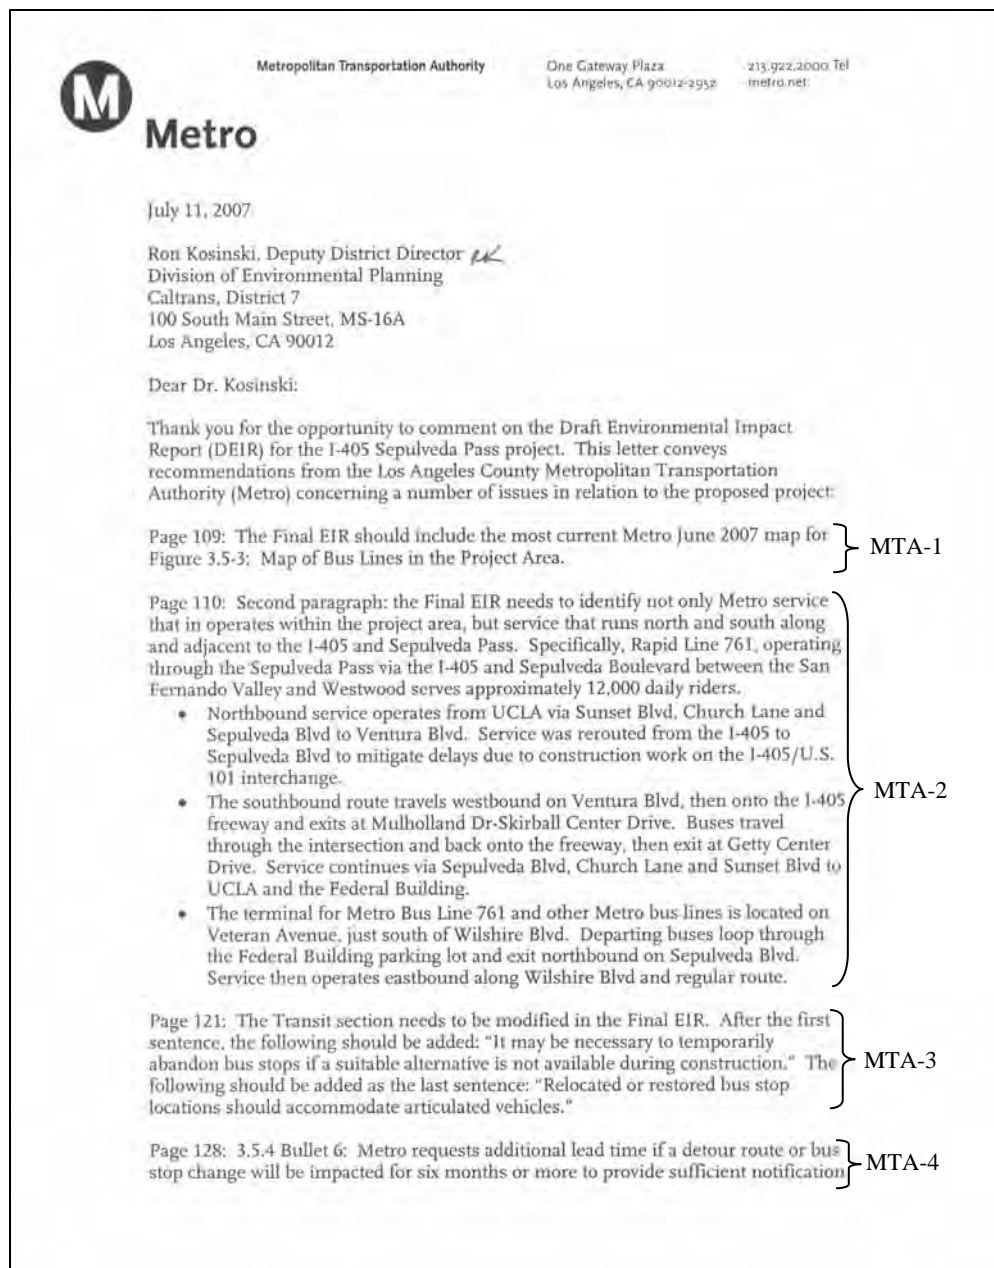 Metropolitan Transportation Authority
One Gateway Plaza
Los Angeles, CA 90012-2952
213.922.2000 Tel
metro.net
M
Metro
July 11, 2007
Ron Kosinski, Deputy District Director RK
Division of Environmental Planning
Caltrans, District 7
100 South Main Street, MS-16A
Los Angeles, CA 90012
Dear Dr. Kosinski:
Thank you for the opportunity to comment on the Draft Environmental Impact
Report (DEIR) for the I-405 Sepulveda Pass project. This letter conveys
recommendations from the Los Angeles County Metropolitan Transportation
Authority (Metro) concerning a number of issues in relation to the proposed project:
Page 109: The Final EIR should include the most current Metro June 2007 map for
Figure 3.5-3: Map of Bus Lines in the Project Area.
MTA-1
Page 110: Second paragraph: the Final EIR needs to identify not only Metro service
that in operates within the project area, but service that runs north and south along
and adjacent to the I-405 and Sepulveda Pass. Specifically, Rapid Line 761, operating
through the Sepulveda Pass via the I-405 and Sepulveda Boulevard between the San
Fernando Valley and Westwood serves approximately 12,000 daily riders.
• Northbound service operates from UCLA via Sunset Blvd, Church Lane and
Sepulveda Blvd to Ventura Blvd. Service was rerouted from the I-405 to
Sepulveda Blvd to mitigate delays due to construction work on the I-405/U.S.
101 interchange.
• The southbound route travels westbound on Ventura Blvd, then onto the I-405
freeway and exits at Mulholland Dr-Skirball Center Drive. Buses travel
through the intersection and back onto the freeway, then exit at Getty Center
Drive. Service continues via Sepulveda Blvd, Church Lane and Sunset Blvd to
UCLA and the Federal Building.
• The terminal for Metro Bus Line 761 and other Metro bus lines is located on
Veteran Avenue, just south of Wilshire Blvd. Departing buses loop through
the Federal Building parking lot and exit northbound on Sepulveda Blvd.
Service then operates eastbound along Wilshire Blvd and regular route.
MTA-2
Page 121: The Transit section needs to be modified in the Final EIR. After the first
sentence, the following should be added: "It may be necessary to temporarily
abandon bus stops if a suitable alternative is not available during construction." The
following should be added as the last sentence: "Relocated or restored bus stop
locations should accommodate articulated vehicles."
MTA-3
Page 128: 3.5.4 Bullet 6: Metro requests additional lead time if a detour route or bus
stop change will be impacted for six months or more to provide sufficient notification
MTA-4